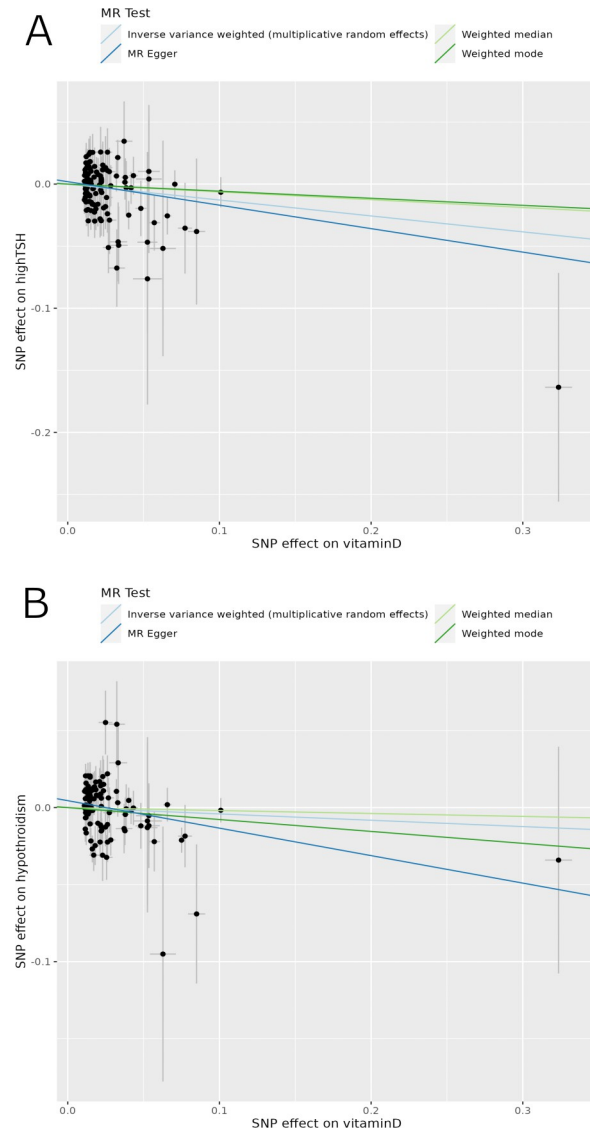 A
MR Test
Inverse variance weighted (multiplicative random effects)
Weighted median
MR Egger
Weighted mode
SNP effect on highTSH
0.0
-0.1
-0.2
0.0
0.1
0.2
0.3
SNP effect on vitaminD
B
MR Test
Inverse variance weighted (multiplicative random effects)
Weighted median
MR Egger
Weighted mode
SNP effect on hypothroidism
0.0
-0.1
0.0
0.1
0.2
0.3
SNP effect on vitaminD